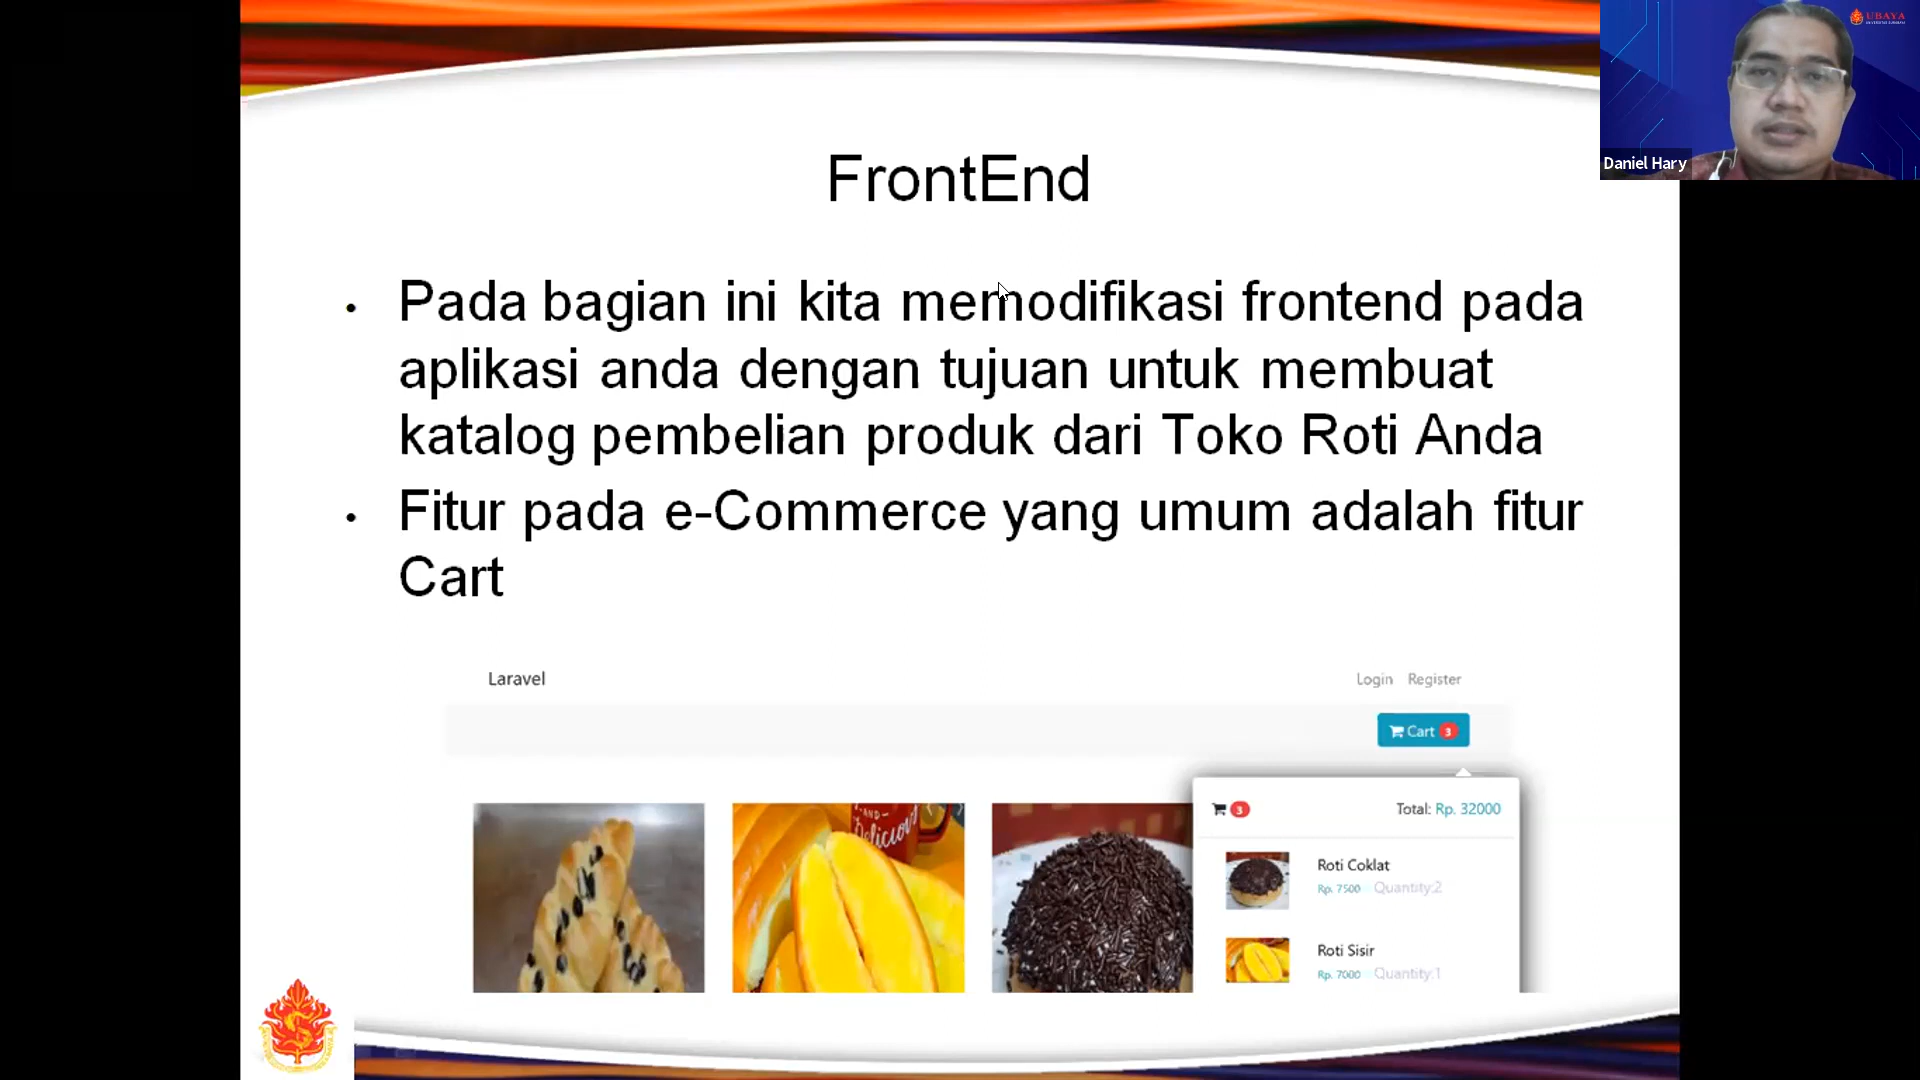 UBAYA
Daniel Hary
FrontEnd
• Pada bagian ini kita memodifikasi frontend pada
aplikasi anda dengan tujuan untuk membuat
katalog pembelian produk dari Toko Roti Anda
• Fitur pada e-Commerce yang umum adalah fitur
Cart
Laravel
Login Register
Cart 3
3 Total: Rp. 32000
-AND-
Delicious
Roti Coklat
Rp. 7500 Quantity:2
Roti Sisir
Rp. 7000 Quantity:1